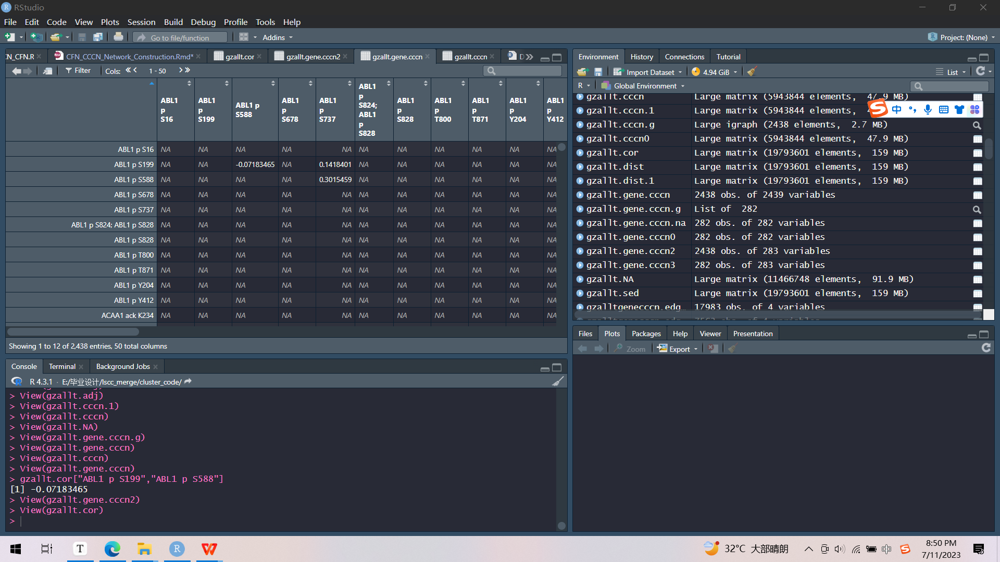 RStudio
File Edit Code View Plots Session Build Debug Profile Tools Help
Go to file/function Addins Project: (None)
CN_CFN.R CFN_CCCN_Network_Construction.Rmd* gzallt.cor gzallt.gene.cccn2 gzallt.gene.cccn gzallt.cccn D
Filter Cols: 1 - 50
ABL1 p S16 ABL1 p S199 ABL1 p S588 ABL1 p S678 ABL1 p S737 ABL1 p S824; ABL1 p S828 ABL1 p S828 ABL1 p T800 ABL1 p T871 ABL1 p Y204 ABL1 p Y412
ABL1 p S16 NA NA NA NA NA NA NA NA NA NA NA
ABL1 p S199 NA NA -0.07183465 NA 0.1418401 NA NA NA NA NA NA
ABL1 p S588 NA NA NA NA 0.3015459 NA NA NA NA NA NA
ABL1 p S678 NA NA NA NA NA NA NA NA NA NA NA
ABL1 p S737 NA NA NA NA NA NA NA NA NA NA NA
ABL1 p S824; ABL1 p S828 NA NA NA NA NA NA NA NA NA NA NA
ABL1 p S828 NA NA NA NA NA NA NA NA NA NA NA
ABL1 p T800 NA NA NA NA NA NA NA NA NA NA NA
ABL1 p T871 NA NA NA NA NA NA NA NA NA NA NA
ABL1 p Y204 NA NA NA NA NA NA NA NA NA NA NA
ABL1 p Y412 NA NA NA NA NA NA NA NA NA NA NA
ACAA1 ack K234 NA NA NA NA NA NA NA NA NA NA NA
Showing 1 to 12 of 2,438 entries, 50 total columns
Console Terminal Background Jobs
R 4.3.1 · E:/毕业设计/lscc_merge/cluster_code/
> View(gzallt.adj)
> View(gzallt.cccn.1)
> View(gzallt.cccn)
> View(gzallt.NA)
> View(gzallt.gene.cccn.g)
> View(gzallt.gene.cccn)
> View(gzallt.cccn)
> View(gzallt.gene.cccn)
> gzallt.cor["ABL1 p S199","ABL1 p S588"]
[1] -0.07183465
> View(gzallt.gene.cccn2)
> View(gzallt.cor)
>
Environment History Connections Tutorial
Import Dataset 4.94 GiB List
R Global Environment
gzallt.cccn Large matrix (5943844 elements, 47.9 MB)
gzallt.cccn.1 Large matrix (5943844 elements,
中
gzallt.cccn.g Large igraph (2438 elements, 2.7 MB)
gzallt.cccn0 Large matrix (5943844 elements, 47.9 MB)
gzallt.cor Large matrix (19793601 elements, 159 MB)
gzallt.dist Large matrix (19793601 elements, 159 MB)
gzallt.dist.1 Large matrix (19793601 elements, 159 MB)
gzallt.gene.cccn 2438 obs. of 2439 variables
gzallt.gene.cccn.g List of 282
gzallt.gene.cccn.na 282 obs. of 282 variables
gzallt.gene.cccn0 282 obs. of 282 variables
gzallt.gene.cccn2 2438 obs. of 283 variables
gzallt.gene.cccn3 282 obs. of 283 variables
gzallt.NA Large matrix (11466748 elements, 91.9 MB)
gzallt.sed Large matrix (19793601 elements, 159 MB)
gzalltgenecccn.edg… 17983 obs. of 4 variables
Files Plots Packages Help Viewer Presentation
Zoom Export
32°C 大部晴朗
中
8:50 PM
7/11/2023